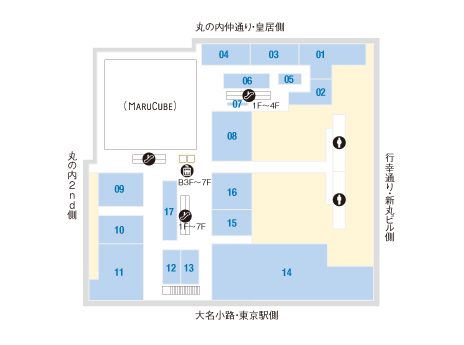 丸の内仲通り・皇居側
04
03
01
06
05
02
07
1F～4F
(MARUCUBE)
08
B3F～7F
丸の内2nd側
行幸通り・新丸ビル側
09
16
17
10
15
1F～7F
11
12
13
14
大名小路・東京駅側